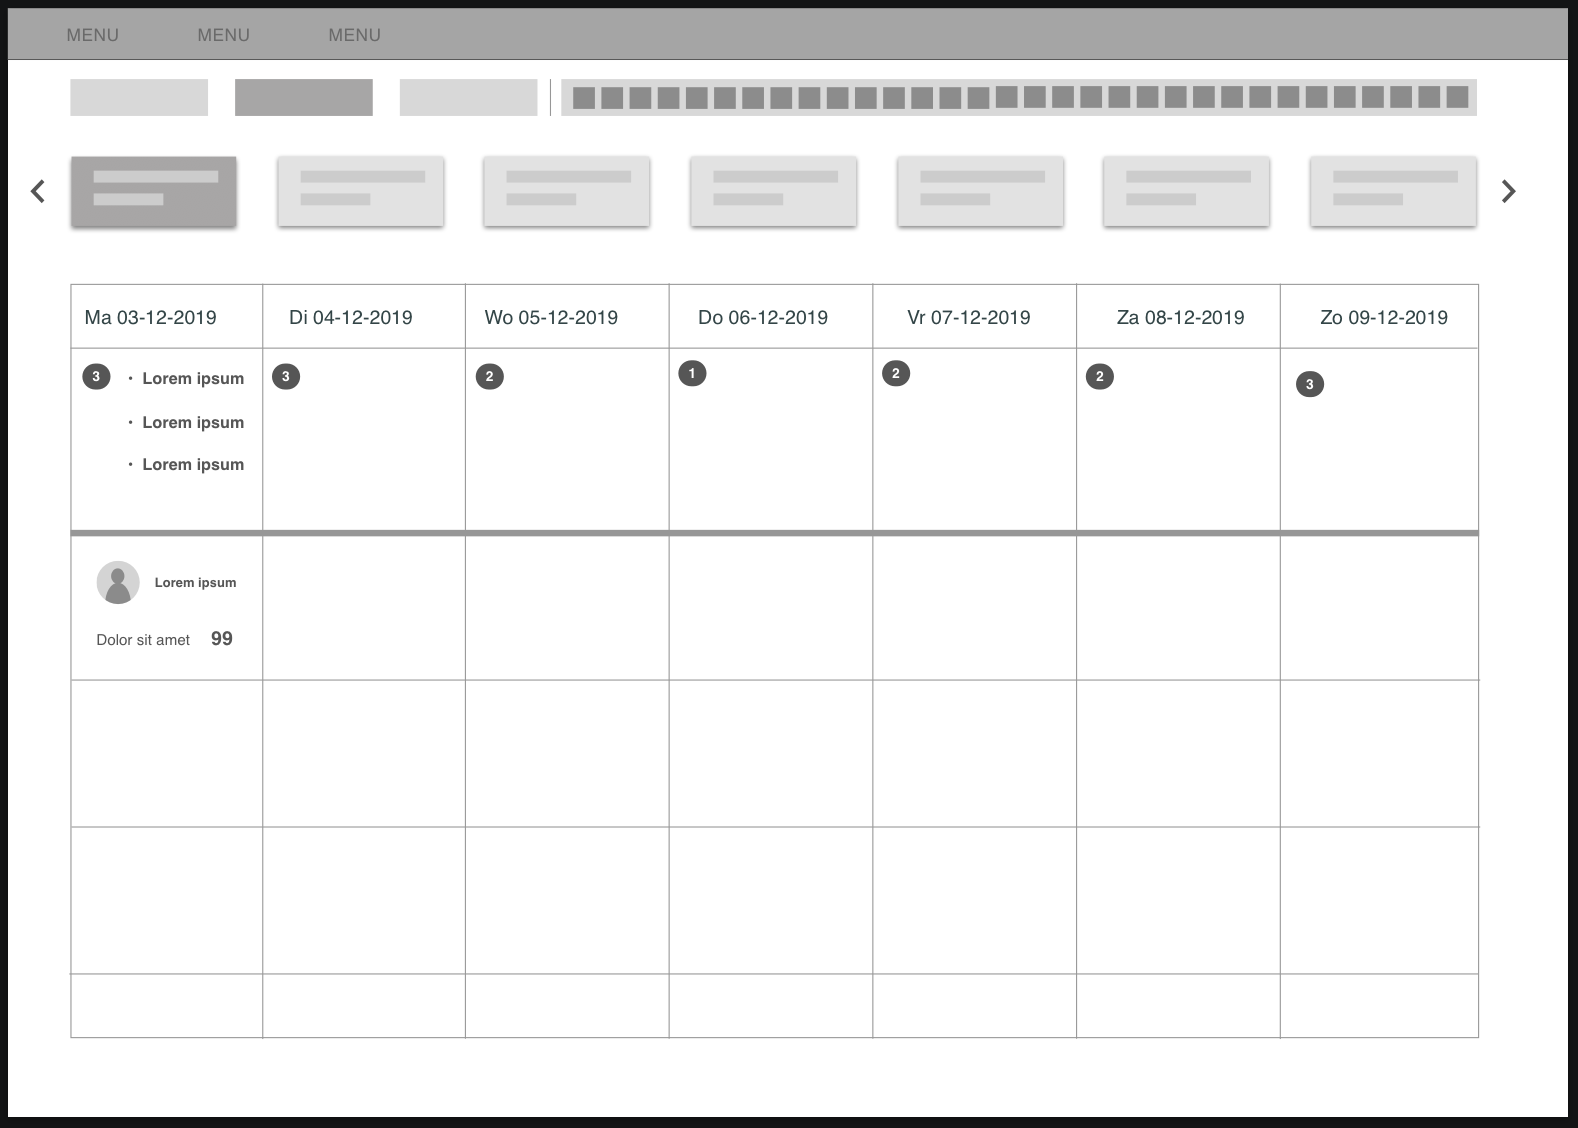 MENU MENU MENU
Ma 03-12-2019 Di 04-12-2019 Wo 05-12-2019 Do 06-12-2019 Vr 07-12-2019 Za 08-12-2019 Zo 09-12-2019
3 • Lorem ipsum 3 2 1 2 2 3
• Lorem ipsum
• Lorem ipsum
Lorem ipsum
Dolor sit amet 99